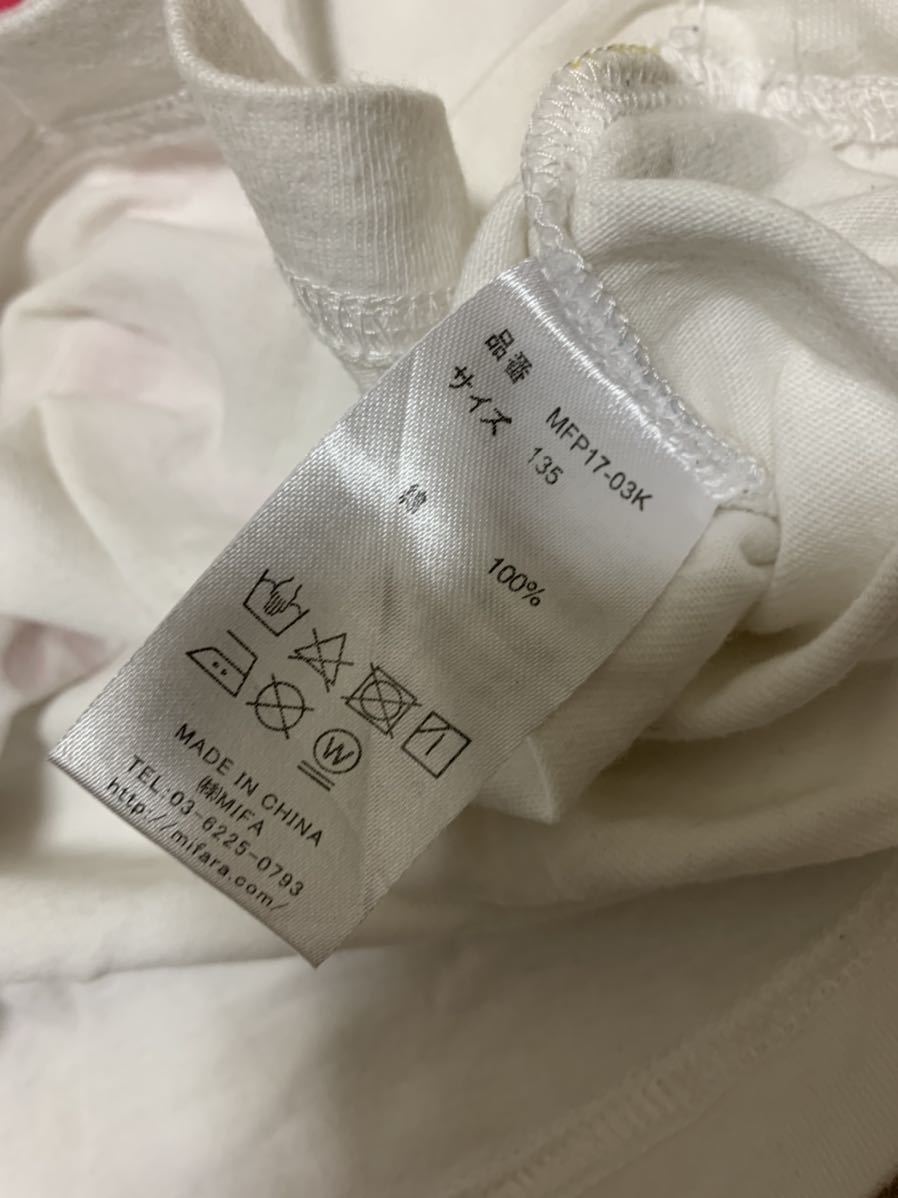 品番 MFP17-03K
サイズ 135
綿 100%
W
MADE IN CHINA
㈱MIFA
TEL:03-6225-0793
http://mifara.com/